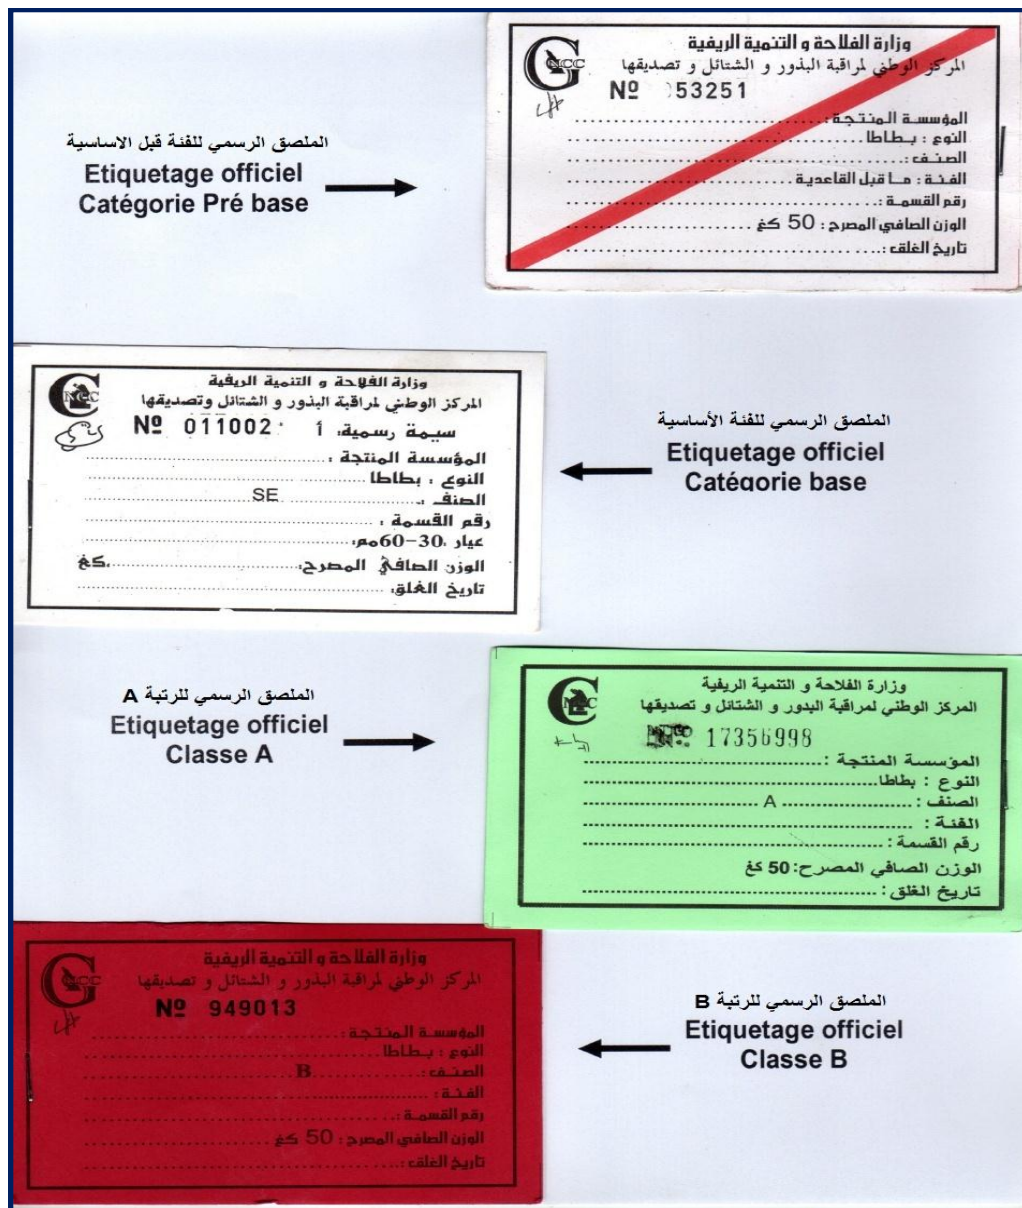 وزارة الفلاحة و التنمية الريفية
المركز الوطني لمراقبة البذور و الشتائل و تصديقها
Nº 53251
المؤسسة المنتجة :
النوع : بطاطا
الصنف :
الفئة : ما قبل القاعدية
رقم القسمة :
الوزن الصافي المصرح : 50 كغ
تاريخ الغلق :
الملصق الرسمي للفئة قبل الاساسية
Etiquetage officiel
Catégorie Pré base
وزارة الفلاحة و التنمية الريفية
المركز الوطني لمراقبة البذور و الشتائل وتصديقها
سيمة رسمية: أ Nº 011002
المؤسسة المنتجة :
النوع : بطاطا
الصنف : SE
رقم القسمة :
عيار :30-60مم:
الوزن الصافي المصرح: كغ
تاريخ الغلق:
الملصق الرسمي للفئة الأساسية
Etiquetage officiel
Catégorie base
الملصق الرسمي للرتبة A
Etiquetage officiel
Classe A
وزارة الفلاحة و التنمية الريفية
المركز الوطني لمراقبة البدور و الشتائل و تصديقها
17356998
المؤسسة المنتجة :
النوع : بطاطا
الصنف : A
الفئة :
رقم القسمة :
الوزن الصافي المصرح: 50 كغ
تاريخ الغلق :
وزارة الفلاحة و التنمية الريفية
المركز الوطني لمراقبة البذور و الشتائل و تصديقها
Nº 949013
المؤسسة المنتجة :
النوع : بطاطا
الصنف : B
الفئة :
رقم القسمة :
الوزن الصافي المصرح : 50 كغ
تاريخ الغلق :
الملصق الرسمي للرتبة B
Etiquetage officiel
Classe B